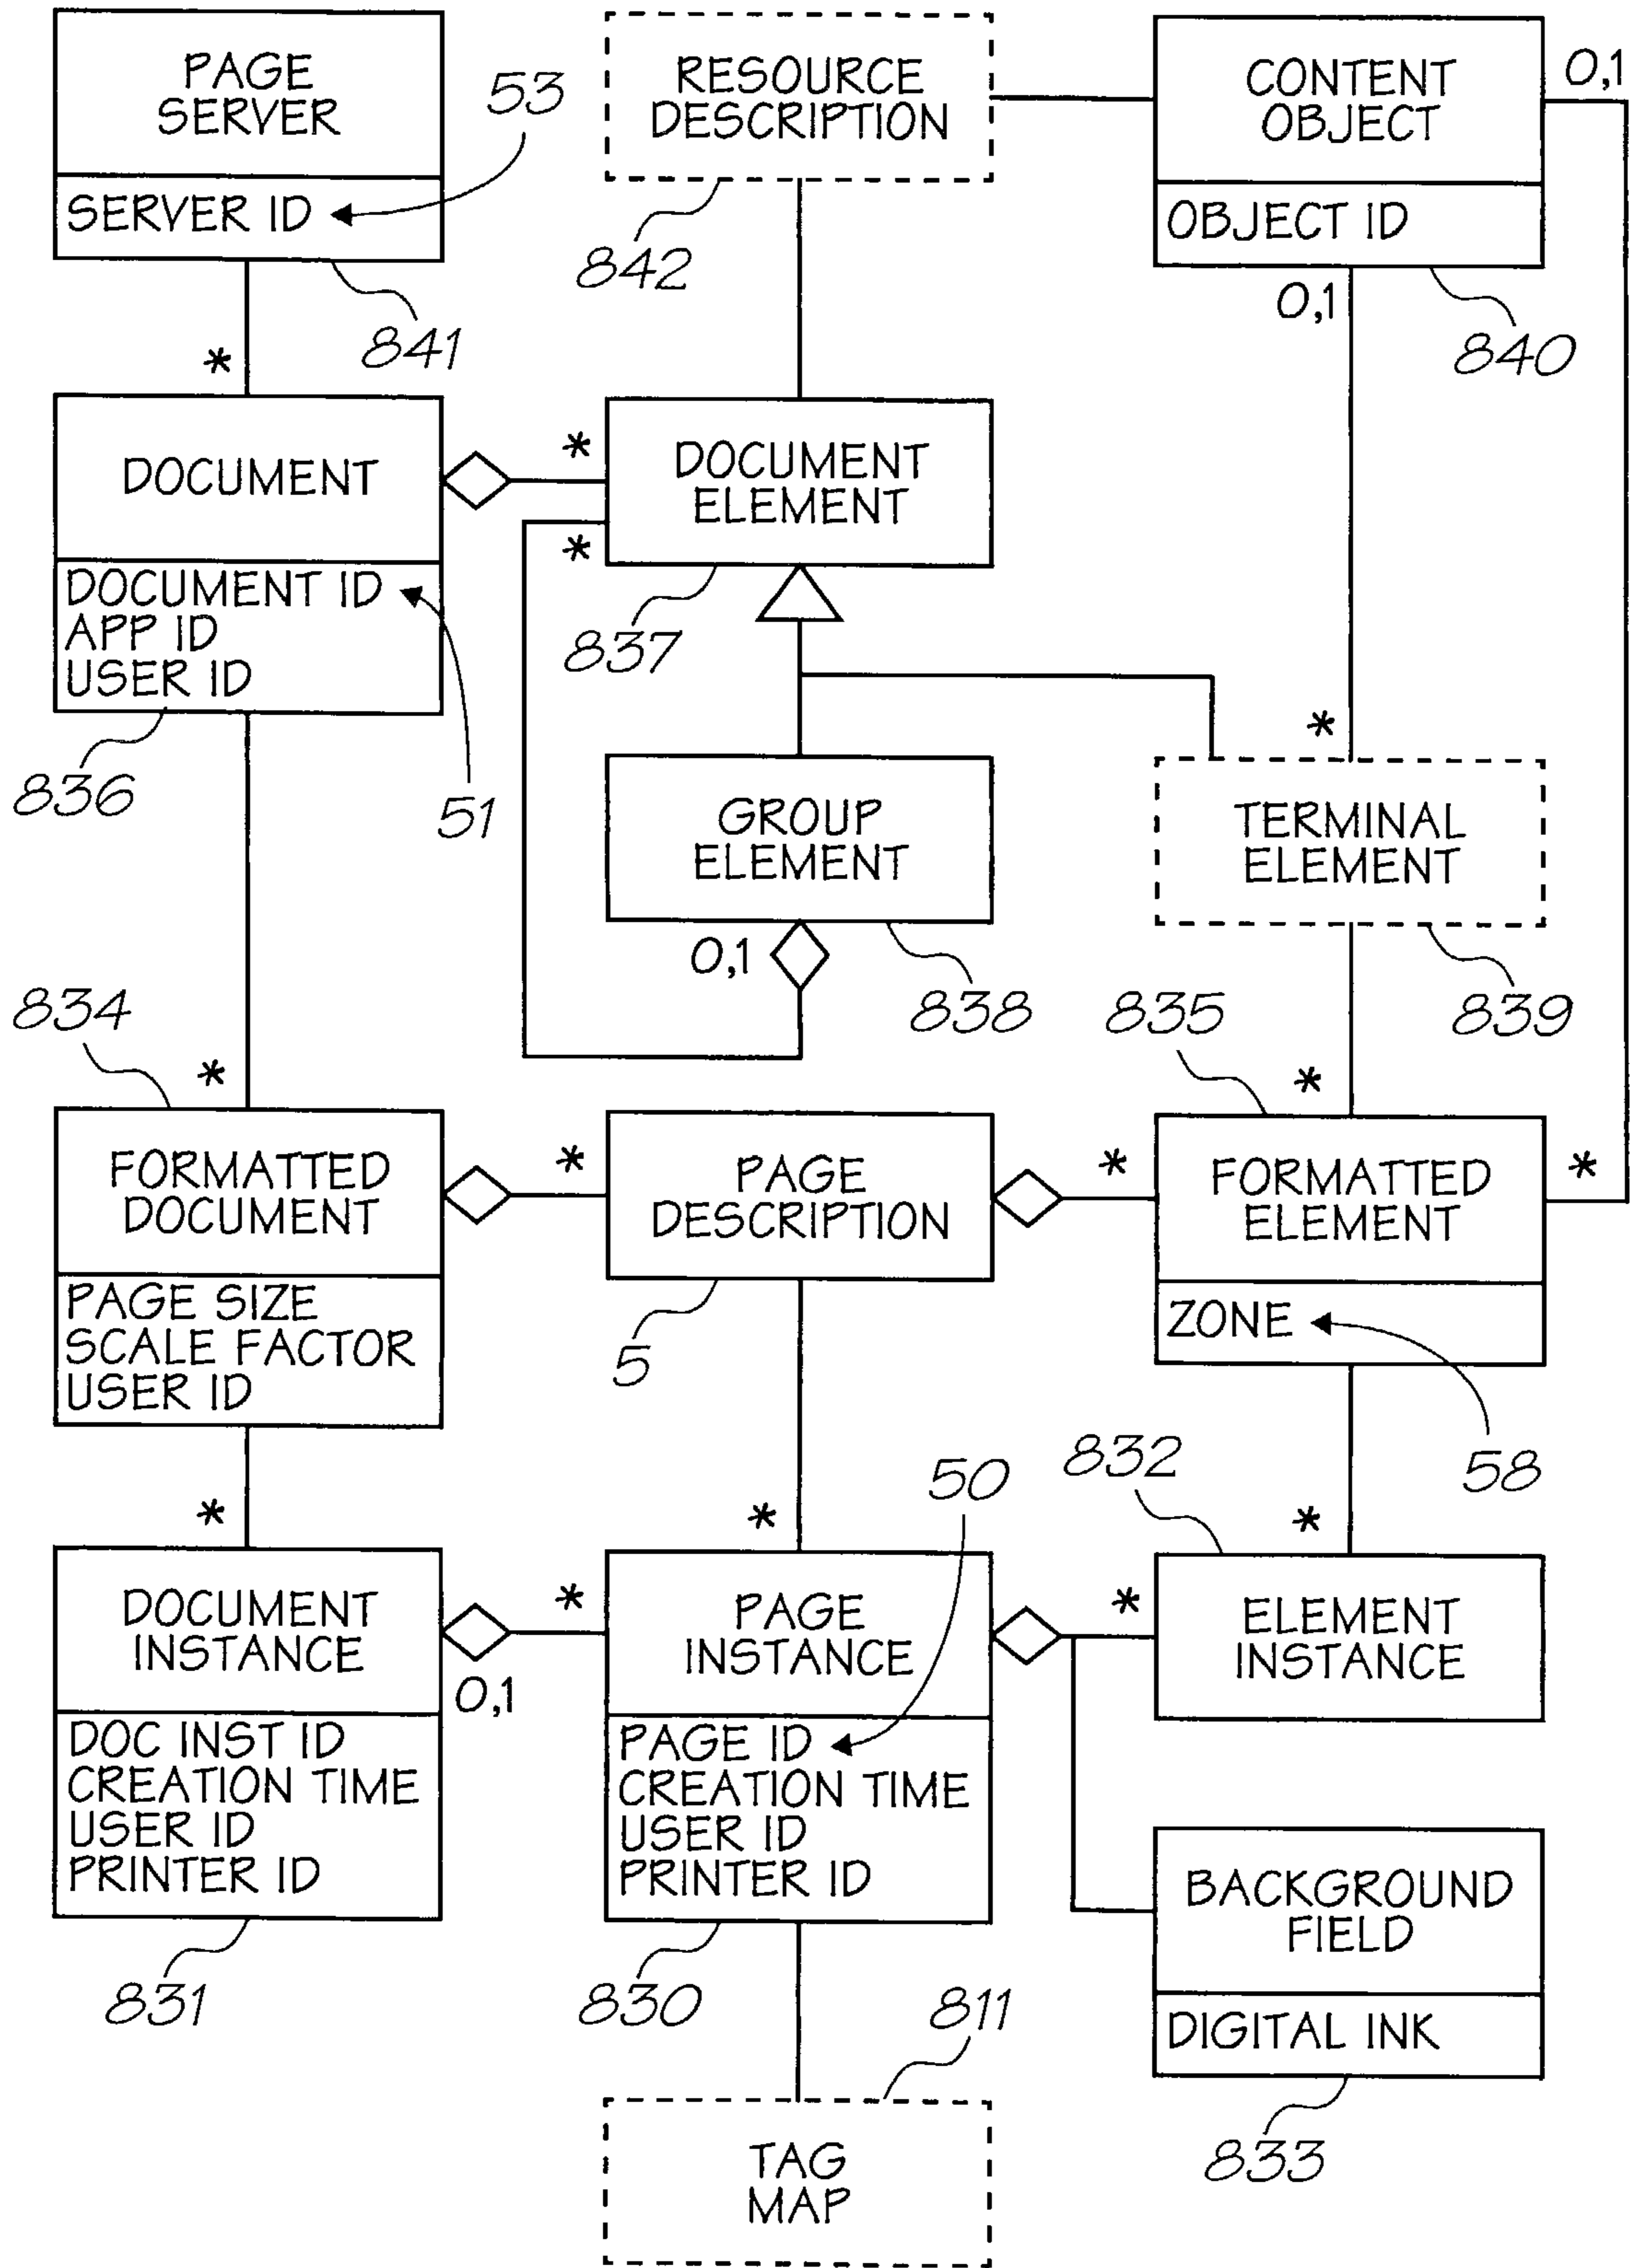 PAGE
SERVER
SERVER ID
53
841
RESOURCE
DESCRIPTION
842
CONTENT
OBJECT
OBJECT ID
0,1
0,1
840
*
DOCUMENT
DOCUMENT ID
APP ID
USER ID
836
51
*
*
DOCUMENT
ELEMENT
837
GROUP
ELEMENT
0,1
838
*
TERMINAL
ELEMENT
839
834
*
FORMATTED
DOCUMENT
PAGE SIZE
SCALE FACTOR
USER ID
*
PAGE
DESCRIPTION
5
835
*
*
*
FORMATTED
ELEMENT
ZONE
58
*
DOCUMENT
INSTANCE
DOC INST ID
CREATION TIME
USER ID
PRINTER ID
831
0,1
*
*
50
PAGE
INSTANCE
PAGE ID
CREATION TIME
USER ID
PRINTER ID
830
832
*
*
ELEMENT
INSTANCE
BACKGROUND
FIELD
DIGITAL INK
833
811
TAG
MAP